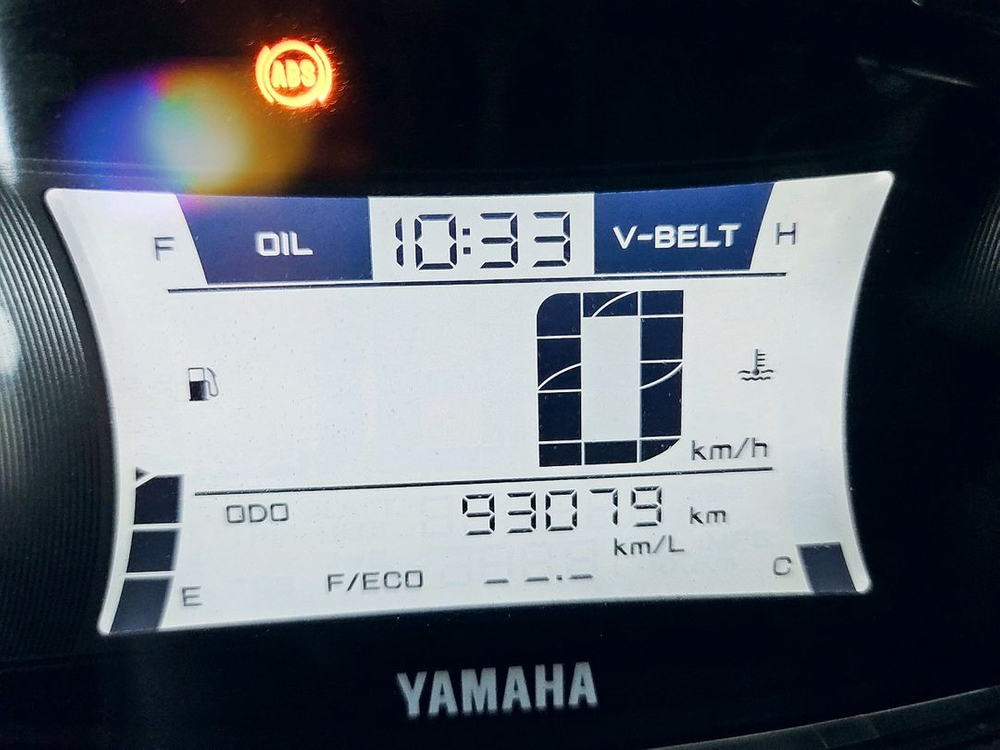 ABS
F OIL 10:33 V-BELT H
0 km/h
ODO 93079 km
km/L
F/ECO _ _._
E C
YAMAHA